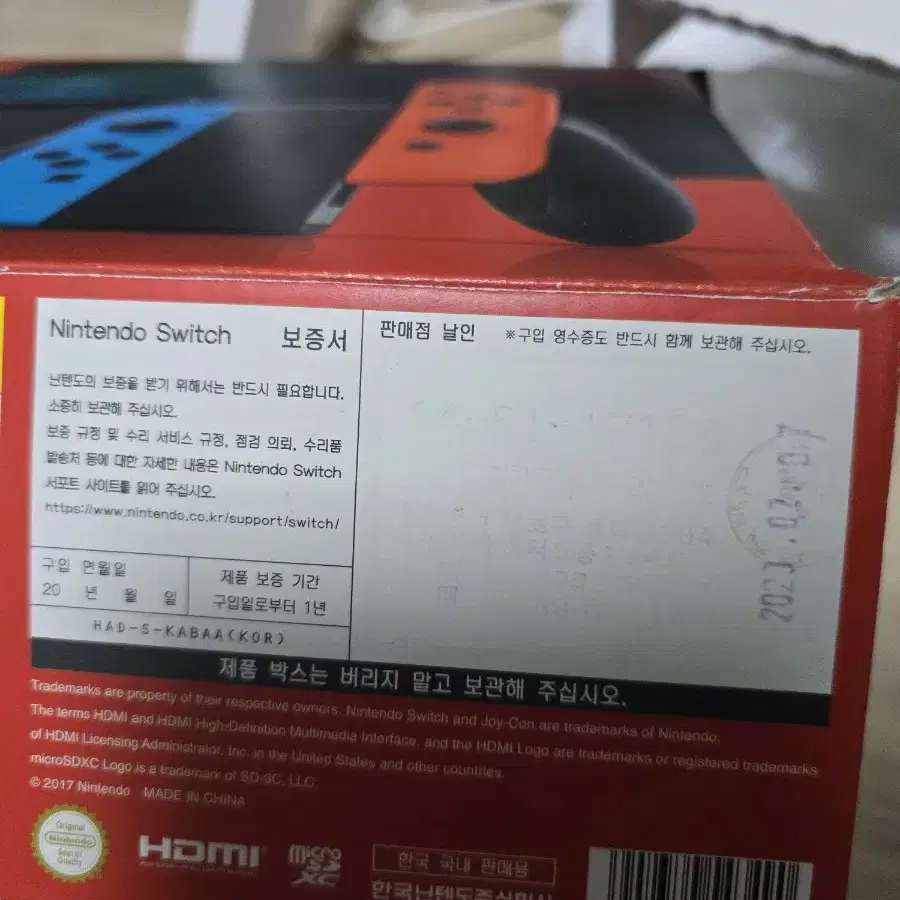 Nintendo Switch 보증서
닌텐도의 보증을 받기 위해서는 반드시 필요합니다.
소중히 보관해 주십시오.
보증 규정 및 수리 서비스 규정, 점검 의뢰, 수리품
발송처 등에 대한 자세한 내용은 Nintendo Switch
서포트 사이트를 읽어 주십시오.
https://www.nintendo.co.kr/support/switch/
구입 연월일
20 년 월 일
제품 보증 기간
구입일로부터 1년
HAD-S-KABAA(KOR)
판매점 날인 ※구입 영수증도 반드시 함께 보관해 주십시오.
제품 박스는 버리지 말고 보관해 주십시오.
Trademarks are property of their respective owners. Nintendo Switch and Joy-Con are trademarks of Nintendo.
The terms HDMI and HDMI High-Definition Multimedia Interface, and the HDMI Logo are trademarks or registered trademarks
of HDMI Licensing Administrator, Inc. in the United States and other countries.
microSDXC Logo is a trademark of SD-3C, LLC.
© 2017 Nintendo MADE IN CHINA
Original
Nintendo
Seal of
Quality
HDMI
micro
SD
XC
한국 국내 판매용
한국닌텐도주식회사